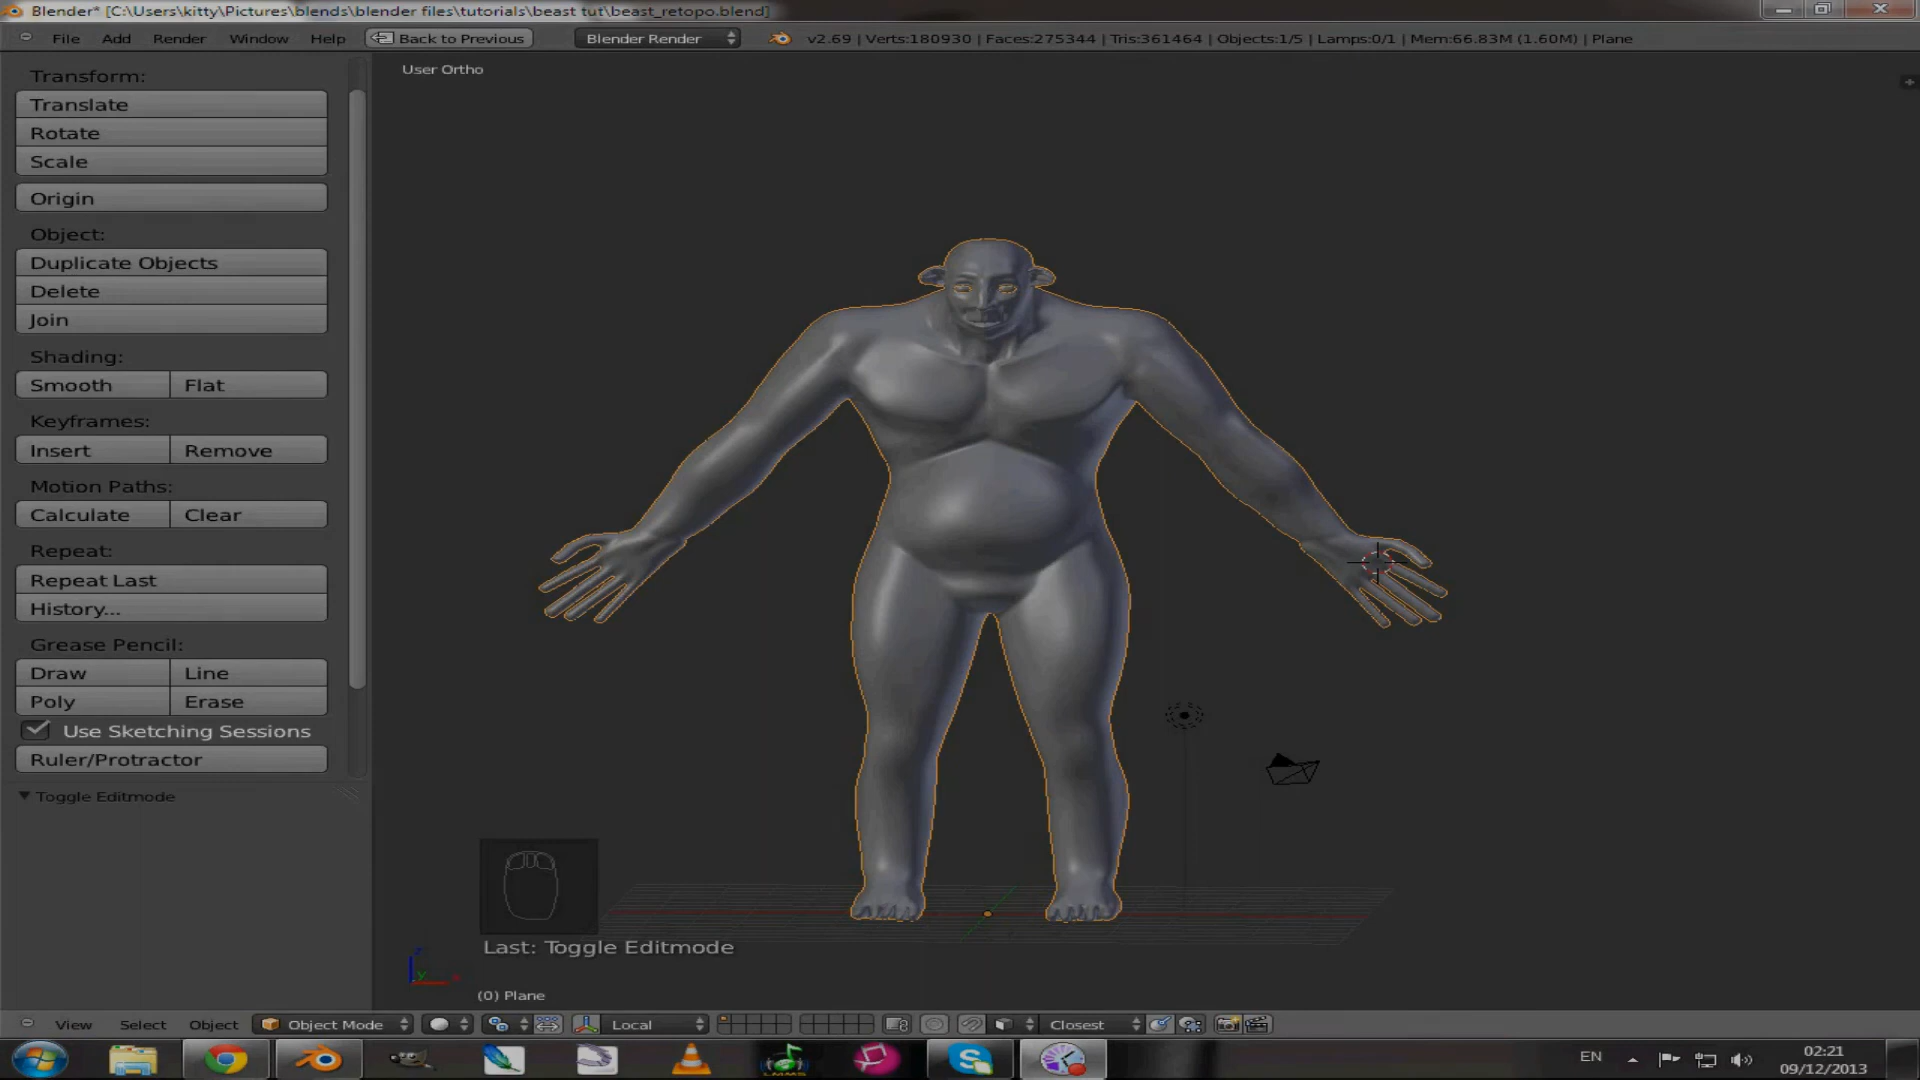 Blender* [C:\Users\kitty\Pictures\blends\blender files\tutorials\beast tut\beast_retopo.blend]
File Add Render Window Help Back to Previous Blender Render v2.69 | Verts:180930 | Faces:275344 | Tris:361464 | Objects:1/5 | Lamps:0/1 | Mem:66.83M (1.60M) | Plane
User Ortho
Transform:
Translate
Rotate
Scale
Origin
Object:
Duplicate Objects
Delete
Join
Shading:
Smooth Flat
Keyframes:
Insert Remove
Motion Paths:
Calculate Clear
Repeat:
Repeat Last
History...
Grease Pencil:
Draw Line
Poly Erase
Use Sketching Sessions
Ruler/Protractor
Toggle Editmode
Last: Toggle Editmode
z
y
(0) Plane
View Select Object Object Mode Local Closest
LMMS
EN
02:21
09/12/2013